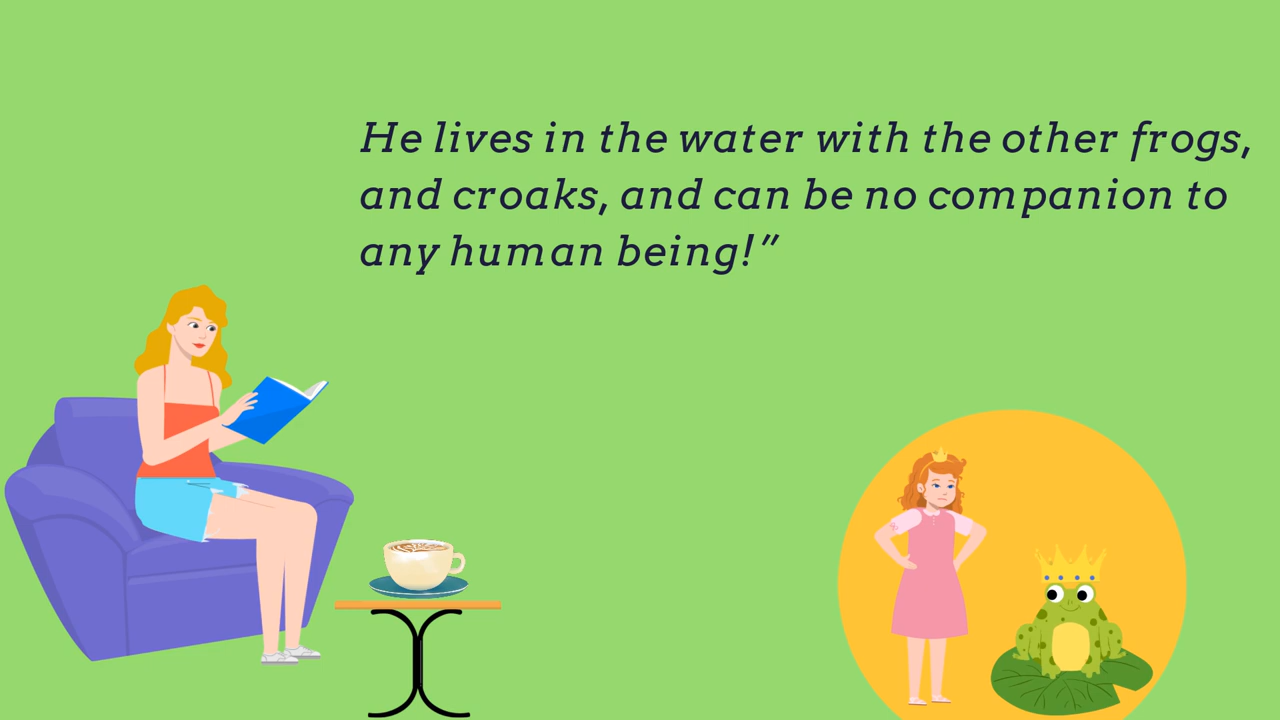 He lives in the water with the other frogs,
and croaks, and can be no companion to
any human being!”